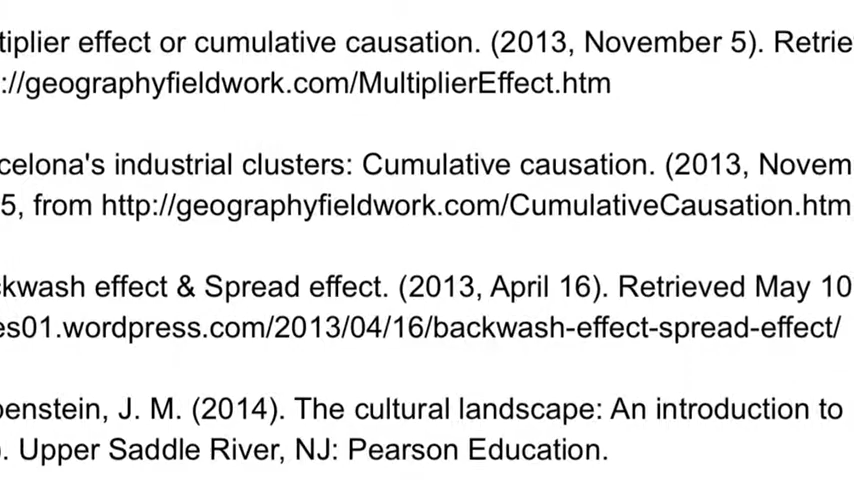 tiplier effect or cumulative causation. (2013, November 5). Retrie
://geographyfieldwork.com/MultiplierEffect.htm
celona's industrial clusters: Cumulative causation. (2013, Novem
5, from http://geographyfieldwork.com/CumulativeCausation.htm
kwash effect & Spread effect. (2013, April 16). Retrieved May 10
es01.wordpress.com/2013/04/16/backwash-effect-spread-effect/
enstein, J. M. (2014). The cultural landscape: An introduction to
). Upper Saddle River, NJ: Pearson Education.